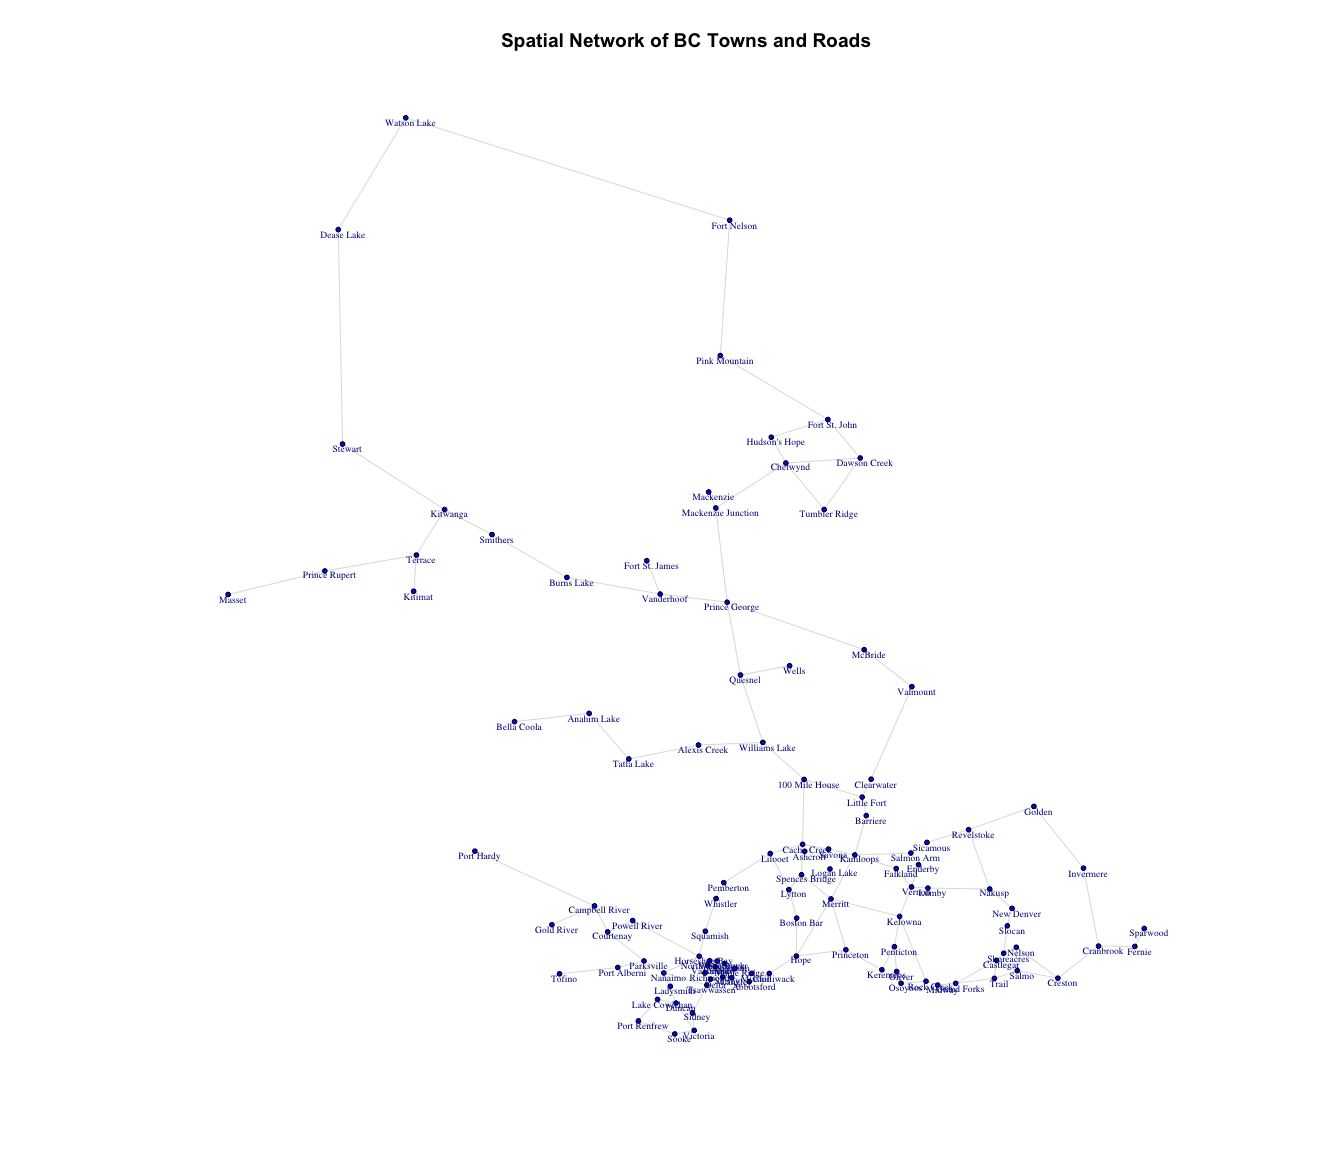 Spatial Network of BC Towns and Roads
Watson Lake
Fort Nelson
Dease Lake
Pink Mountain
Fort St. John
Hudson's Hope
Stewart
Dawson Creek
Chetwynd
Mackenzie
Mackenzie Junction
Tumbler Ridge
Kitwanga
Smithers
Terrace
Fort St. James
Prince Rupert
Burns Lake
Kitimat
Masset
Vanderhoof
Prince George
McBride
Wells
Quesnel
Valmount
Anahim Lake
Bella Coola
Alexis Creek
Williams Lake
Tatla Lake
100 Mile House
Clearwater
Little Fort
Golden
Barriere
Revelstoke
Sicamous
Cache Creek
Port Hardy
Lilooet
Ashcroft
Savona
Kamloops
Salmon Arm
Enderby
Logan Lake
Falkland
Invermere
Spences Bridge
Pemberton
Lytton
Vernon
Lumby
Nakusp
Whistler
Merritt
Campbell River
New Denver
Boston Bar
Kelowna
Powell River
Gold River
Slocan
Sparwood
Courtenay
Squamish
Penticton
Nelson
Cranbrook
Fernie
Hope
Princeton
Shoreacres
Horseshoe Bay
Parksville
Castlegar
Port Alberni
Tofino
Nanaimo
Chilliwack
Keremeos
Oliver
Salmo
Creston
Trail
Abbotsford
Osoyoos
Rock Creek
Midway
Grand Forks
Ladysmith
Delta
Tsawwassen
Lake Cowichan
Duncan
Sidney
Port Renfrew
Victoria
Sooke